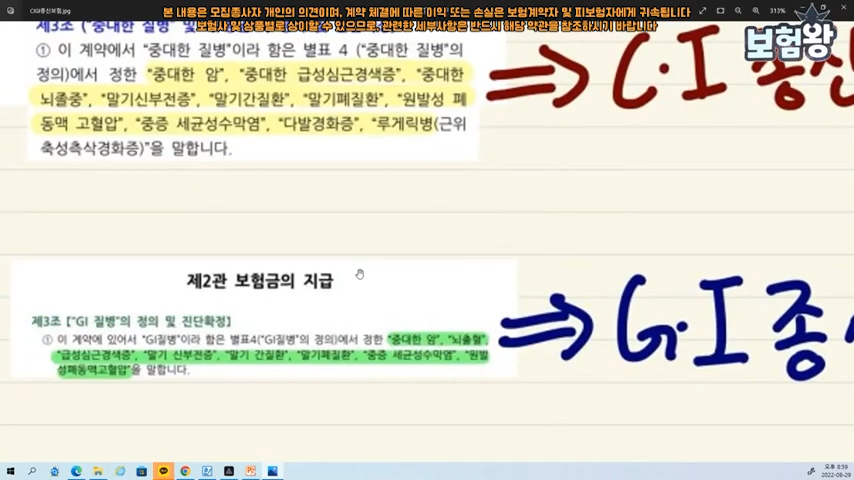 CIGI종신보험.jpg
본 내용은 모집종사자 개인의 의견이며, 계약 체결에 따른 이익 또는 손실은 보험계약자 및 피보험자에게 귀속됩니다
보험사 및 상품별로 상이할 수 있으므로, 관련한 세부사항은 반드시 해당 약관을 참조하시기 바랍니다
313%
보험왕
제3조 ("중대한 질병"
① 이 계약에서 "중대한 질병"이라 함은 별표 4 ("중대한 질병"의
정의)에서 정한 "중대한 암", "중대한 급성심근경색증", "중대한
뇌졸중", "말기신부전증", "말기간질환", "말기폐질환", "원발성 폐
동맥 고혈압", "중증 세균성수막염", "다발경화증", "루게릭병(근위
축성측삭경화증)"을 말합니다.
⇒ C·I 종신
제2관 보험금의 지급
제3조 【"GI 질병"의 정의 및 진단확정】
① 이 계약에 있어서 "GI질병"이라 함은 별표4("GI질병"의 정의)에서 정한 "중대한 암", "뇌출혈",
"급성심근경색증", "말기 신부전증", "말기 간질환", "말기폐질환", "중증 세균성수막염", "원발
성폐동맥고혈압"을 말합니다.
⇒ G·I 종
오후 8:59
2022-08-29